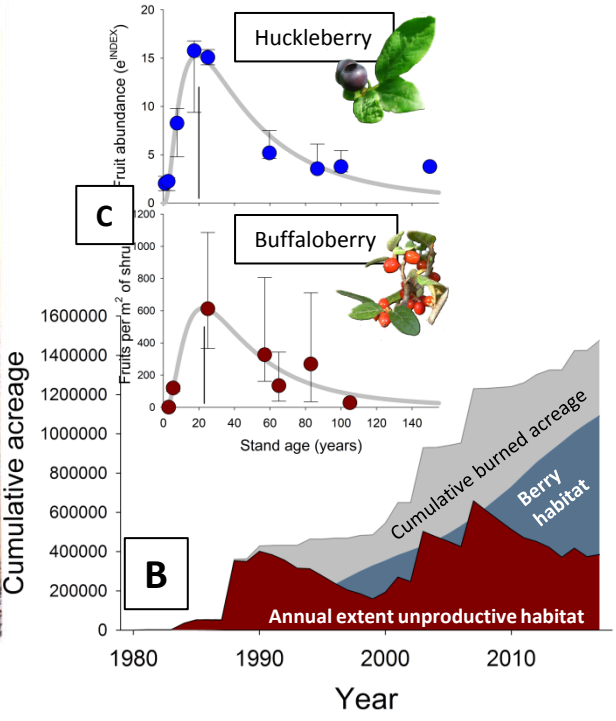 20
15
10
5
0
Fruit abundance (e^INDEX)
Huckleberry
C
1200
1000
800
600
400
200
0
Fruits per m² of shru
Buffaloberry
0 20 40 60 80 100 120 140
Stand age (years)
1600000
1400000
1200000
1000000
800000
600000
400000
200000
0
Cumulative acreage
Cumulative burned acreage
Berry
habitat
B
Annual extent unproductive habitat
1980 1990 2000 2010
Year